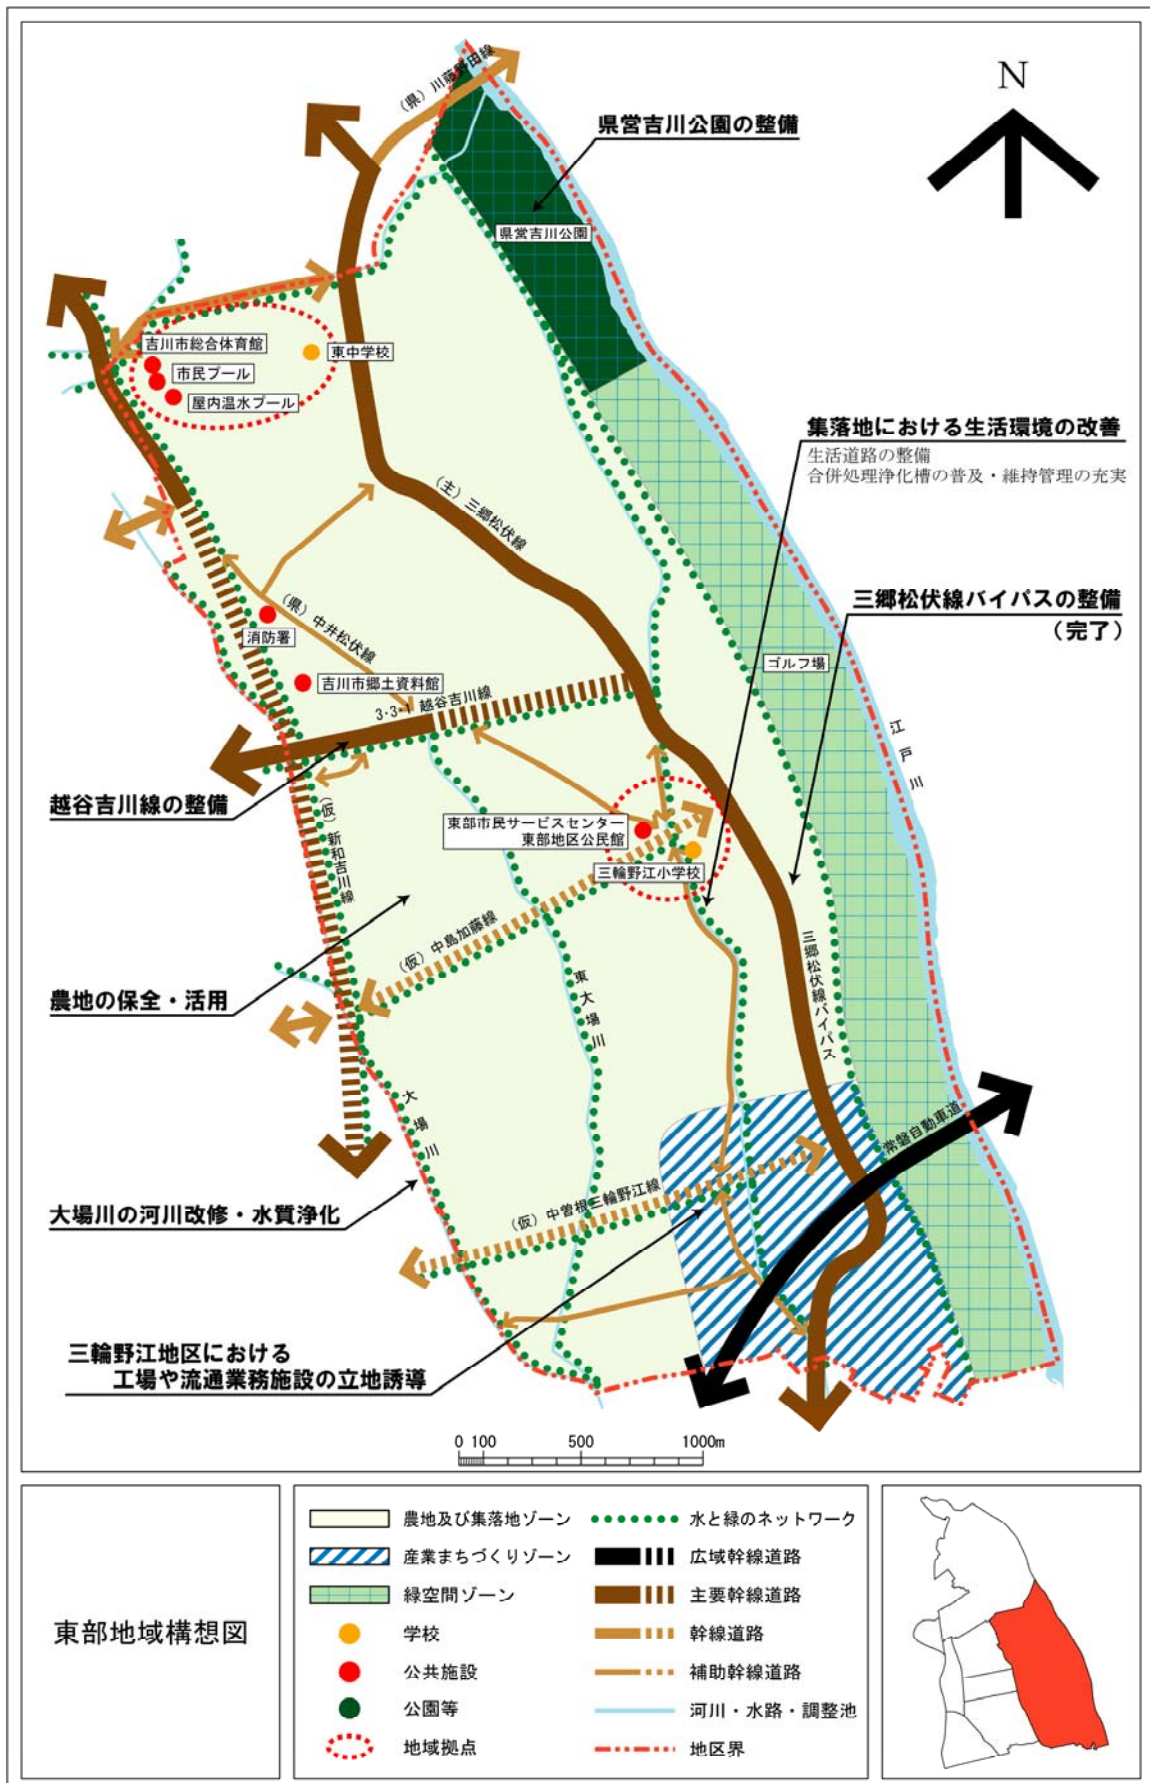 N
(県)川藤野田線
県営吉川公園の整備
県営吉川公園
吉川市総合体育館
市民プール
屋内温水プール
東中学校
集落地における生活環境の改善
生活道路の整備
合併処理浄化槽の普及・維持管理の充実
(主)三郷松伏線
三郷松伏線バイパスの整備
(完了)
(県)中井松伏線
消防署
吉川市郷土資料館
ゴルフ場
3・3・1 越谷吉川線
江戸川
越谷吉川線の整備
(仮)新和吉川線
東部市民サービスセンター
東部地区公民館
三輪野江小学校
(仮)中島加藤線
三郷松伏線バイパス
農地の保全・活用
東大場川
大場川
常磐自動車道
大場川の河川改修・水質浄化
(仮)中曽根三輪野江線
三輪野江地区における
工場や流通業務施設の立地誘導
0 100 500 1000m
東部地域構想図
農地及び集落地ゾーン
産業まちづくりゾーン
緑空間ゾーン
学校
公共施設
公園等
地域拠点
水と緑のネットワーク
広域幹線道路
主要幹線道路
幹線道路
補助幹線道路
河川・水路・調整池
地区界